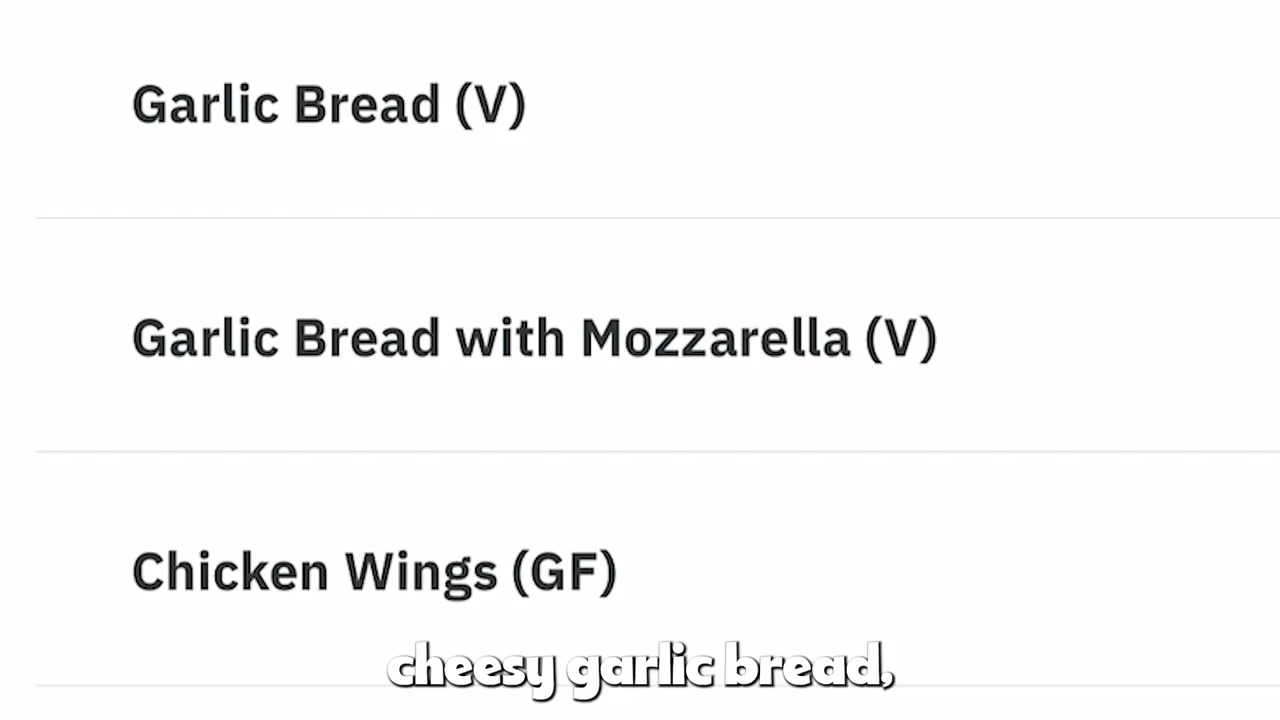 Garlic Bread (V)
Garlic Bread with Mozzarella (V)
Chicken Wings (GF)
cheesy garlic bread,